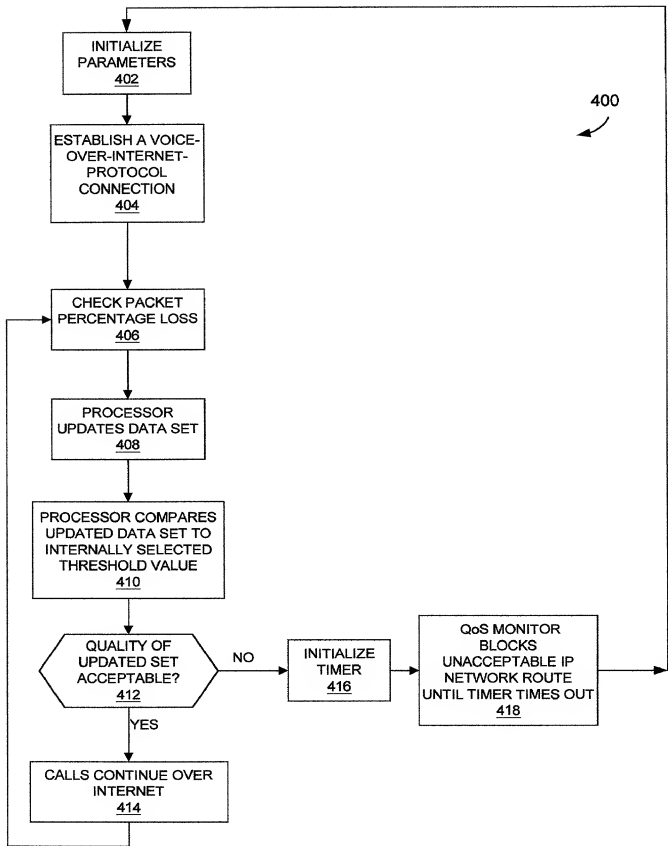 INITIALIZE
PARAMETERS
402
400
ESTABLISH A VOICE-
OVER-INTERNET-
PROTOCOL
CONNECTION
404
CHECK PACKET
PERCENTAGE LOSS
406
PROCESSOR
UPDATES DATA SET
408
PROCESSOR COMPARES
UPDATED DATA SET TO
INTERNALLY SELECTED
THRESHOLD VALUE
410
QUALITY OF
UPDATED SET
ACCEPTABLE?
412
NO
INITIALIZE
TIMER
416
QoS MONITOR
BLOCKS
UNACCEPTABLE IP
NETWORK ROUTE
UNTIL TIMER TIMES OUT
418
YES
CALLS CONTINUE OVER
INTERNET
414